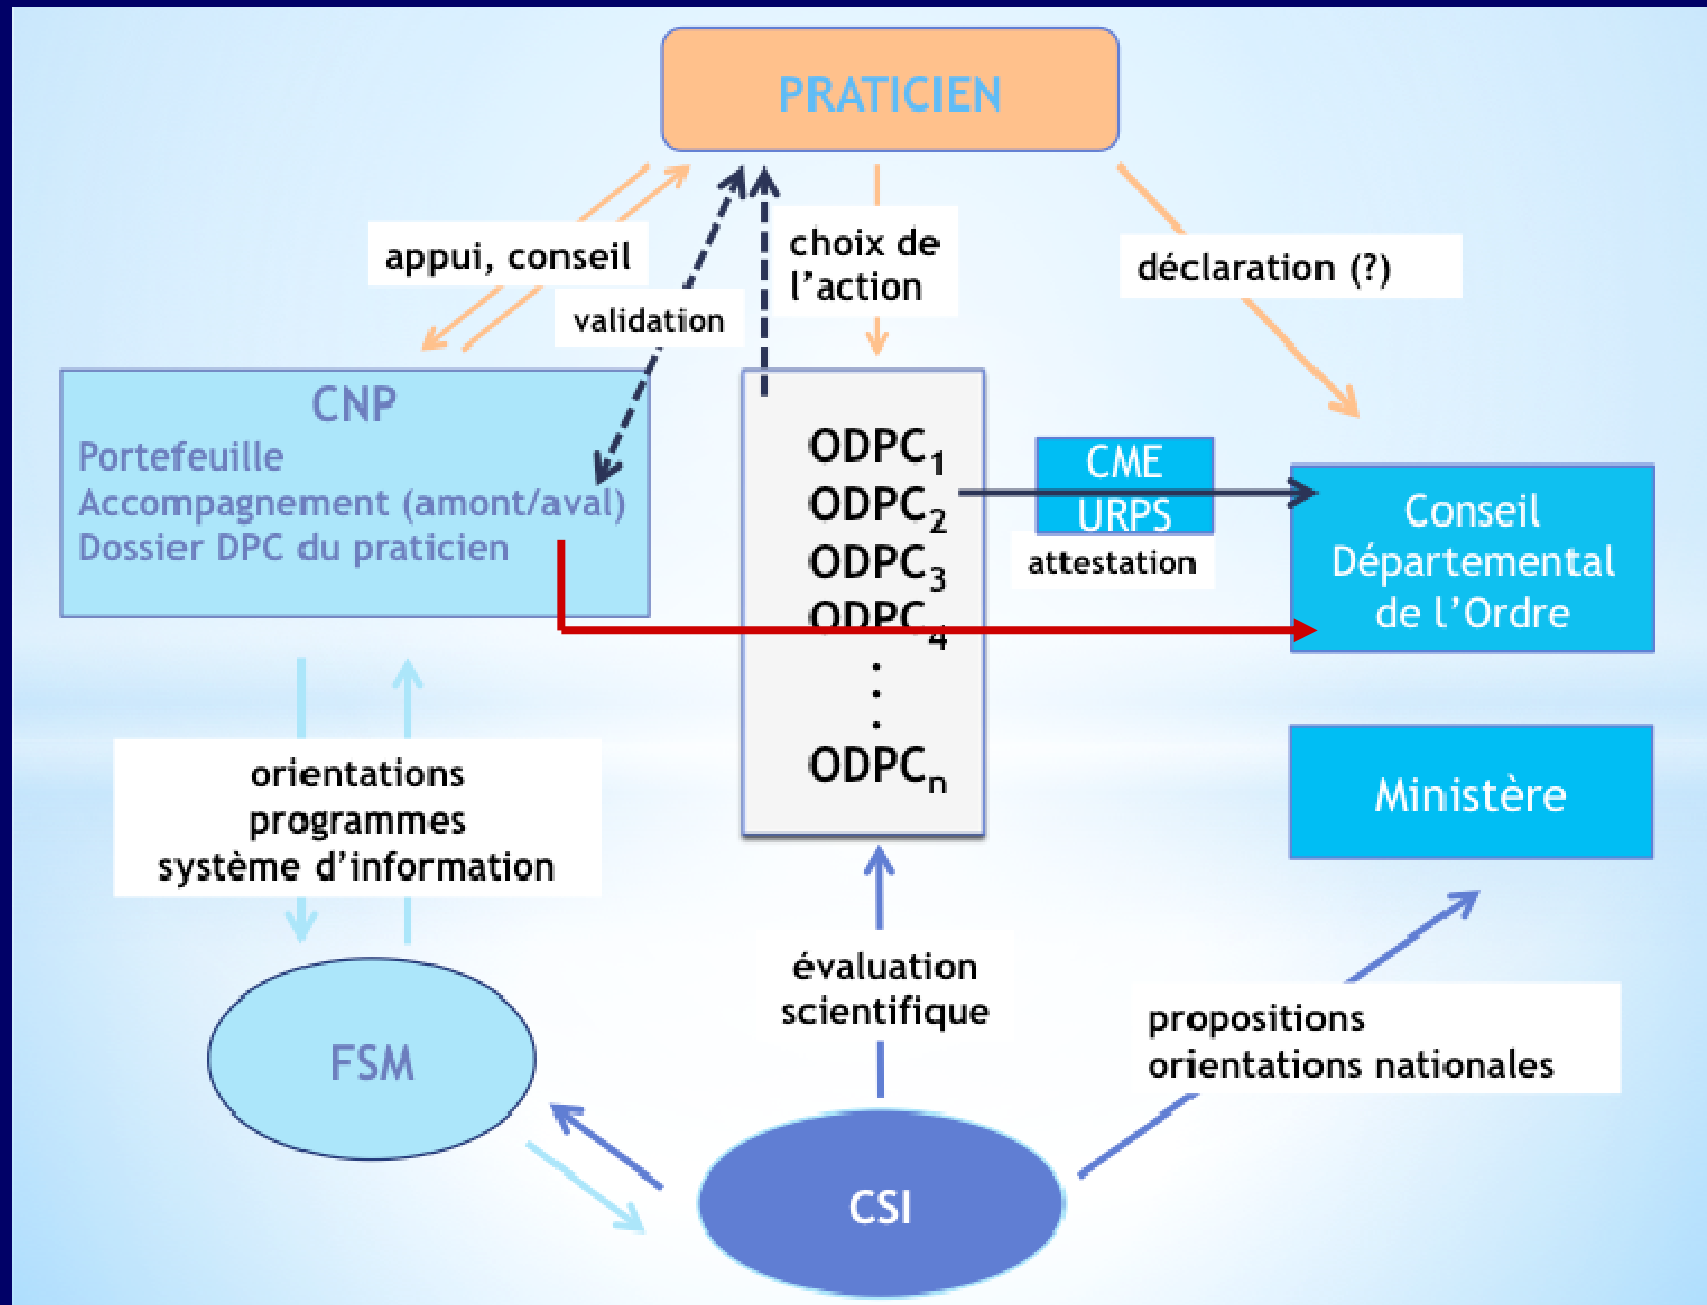 PRATICIEN
appui, conseil
validation
choix de
l'action
déclaration (?)
CNP
Portefeuille
Accompagnement (amont/aval)
Dossier DPC du praticien
ODPC1
ODPC2
ODPC3
ODPC4
.
.
.
ODPCn
CME
URPS
attestation
Conseil
Départemental
de l'Ordre
Ministère
orientations
programmes
système d'information
évaluation
scientifique
propositions
orientations nationales
FSM
CSI